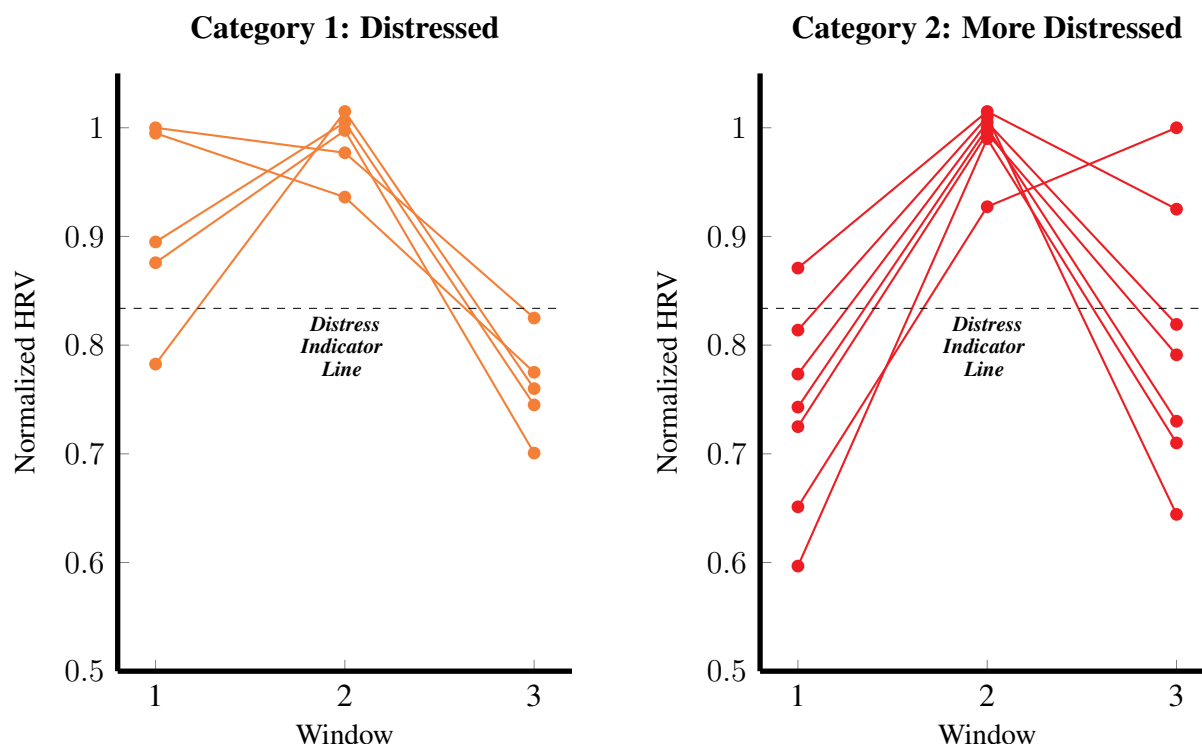 Category 1: Distressed
Normalized HRV
1
0.9
0.8
0.7
0.6
0.5
Distress
Indicator
Line
1 2 3
Window
Category 2: More Distressed
Normalized HRV
1
0.9
0.8
0.7
0.6
0.5
Distress
Indicator
Line
1 2 3
Window